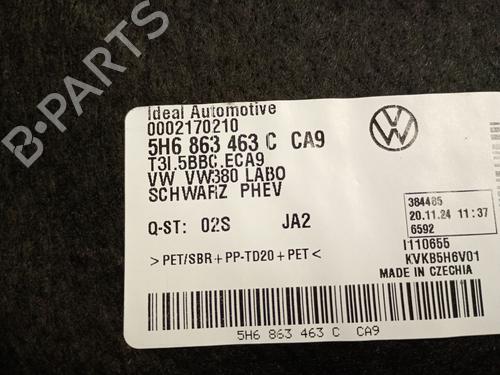 Ideal Automotive
0002170210
5H6 863 463 C CA9
T3I.5BBC.ECA9
VW VW380 LABO
SCHWARZ PHEV
Q-ST: 02S JA2
>PET/SBR+PP-TD20+PET<
384485
20.11.24 11:37
6592
I110655
KVKB5H6V01
MADE IN CZECHIA
5H6 863 463 C CA9